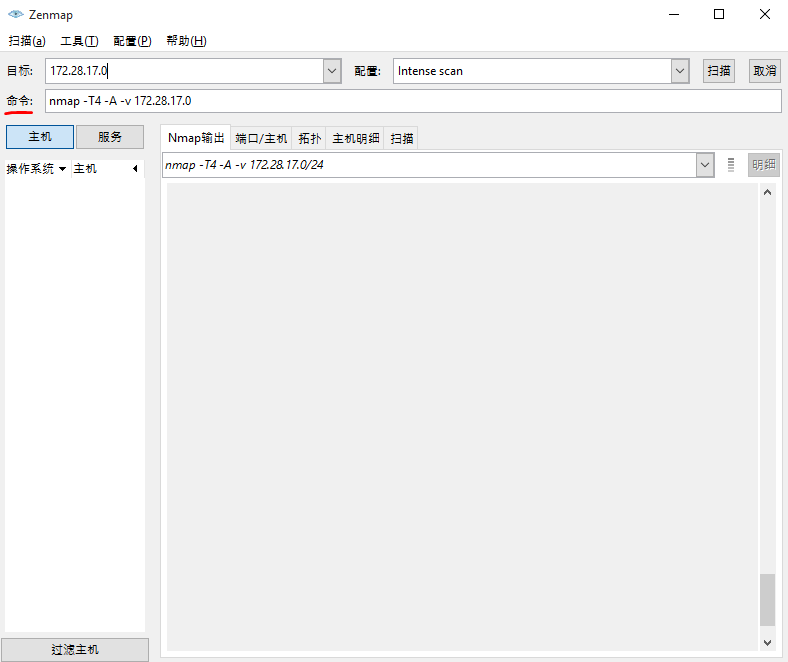 Zenmap
扫描(a) 工具(T) 配置(P) 帮助(H)
目标: 172.28.17.0 配置: Intense scan 扫描 取消
命令: nmap -T4 -A -v 172.28.17.0
主机 服务 Nmap输出 端口/主机 拓扑 主机明细 扫描
操作系统 主机 nmap -T4 -A -v 172.28.17.0/24 明细
过滤主机